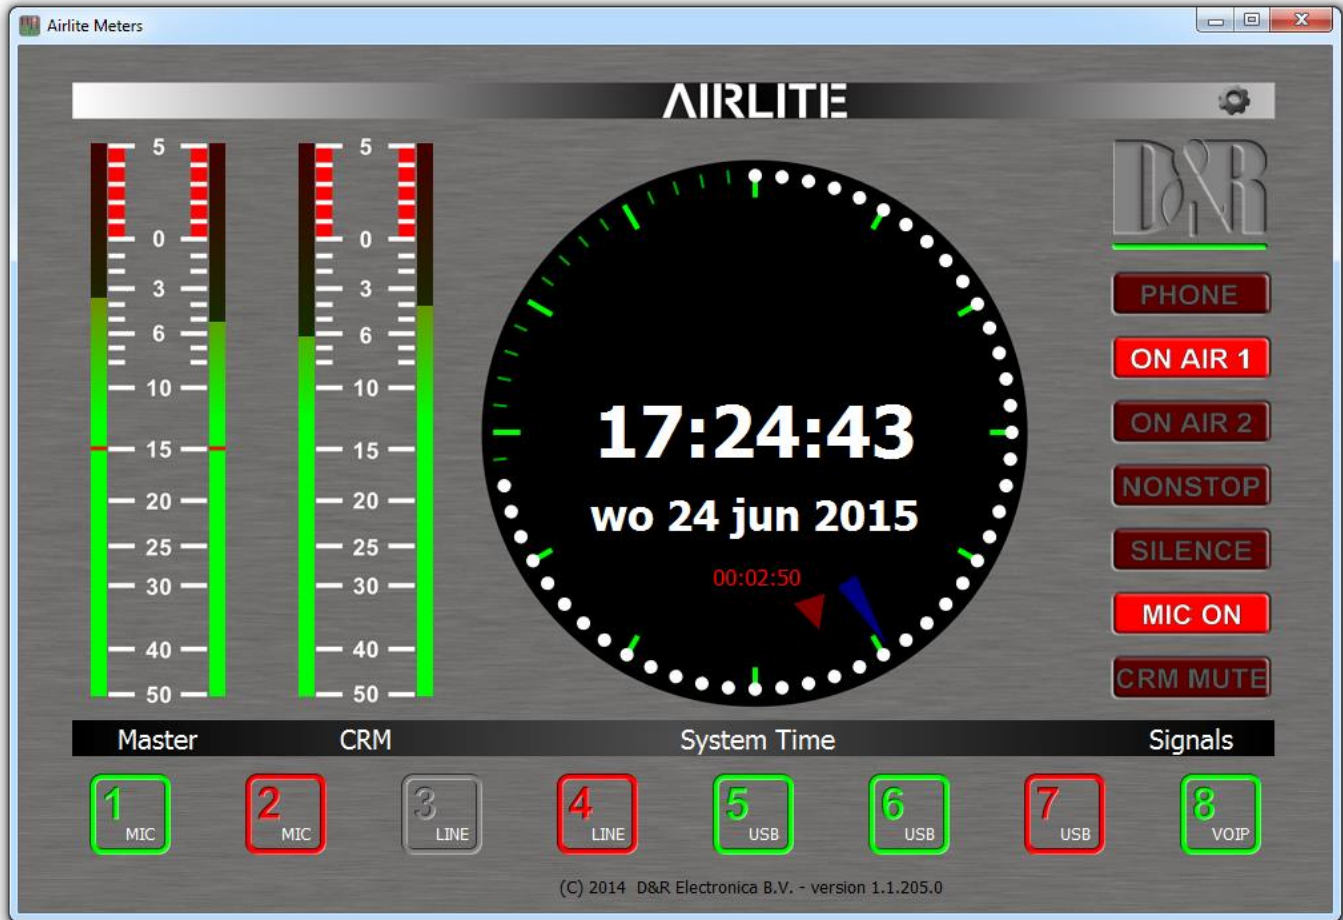 Airlite Meters
AIRLITE
5 5
0 0
3 3
6 6
10 10
15 15
20 20
25 25
30 30
40 40
50 50
17:24:43
wo 24 jun 2015
00:02:50
D&R
PHONE
ON AIR 1
ON AIR 2
NONSTOP
SILENCE
MIC ON
CRM MUTE
Master CRM System Time Signals
1 MIC
2 MIC
3 LINE
4 LINE
5 USB
6 USB
7 USB
8 VOIP
(C) 2014 D&R Electronica B.V. - version 1.1.205.0